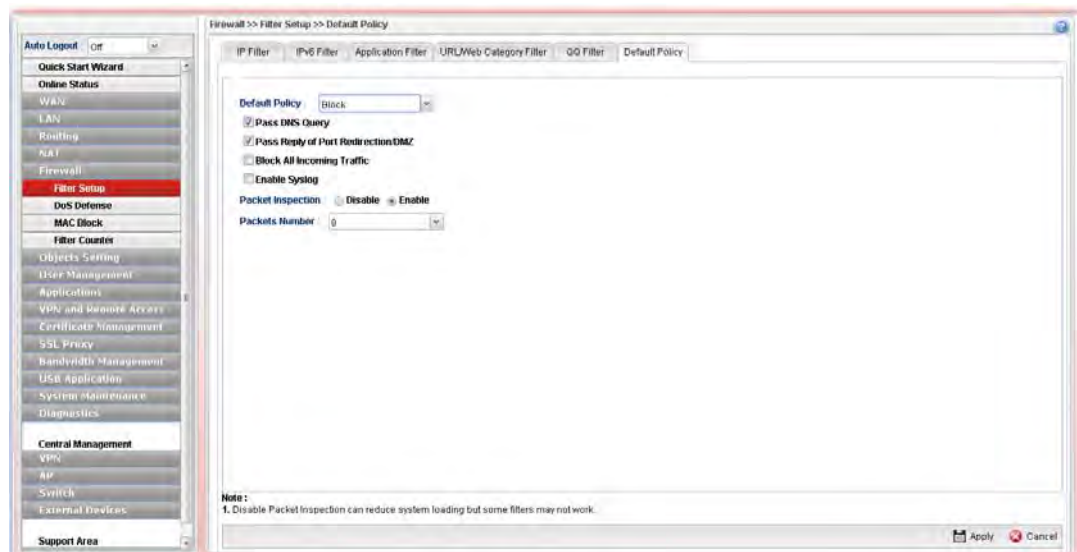 Firewall >> Filter Setup >> Default Policy
Auto Logout Off
Quick Start Wizard
Online Status
WAN
LAN
Routing
NAT
Firewall
Filter Setup
DoS Defense
MAC Block
Filter Counter
Objects Setting
User Management
Applications
VPN and Remote Access
Certificate Management
SSL Proxy
Bandwidth Management
USB Application
System Maintenance
Diagnostics
Central Management
VPN
AP
Switch
External Devices
Support Area
IP Filter IPv6 Filter Application Filter URL/Web Category Filter QQ Filter Default Policy
Default Policy Block
Pass DNS Query
Pass Reply of Port Redirection/DMZ
Block All Incoming Traffic
Enable Syslog
Packet Inspection Disable Enable
Packets Number 0
Note :
1. Disable Packet Inspection can reduce system loading but some filters may not work.
Apply Cancel